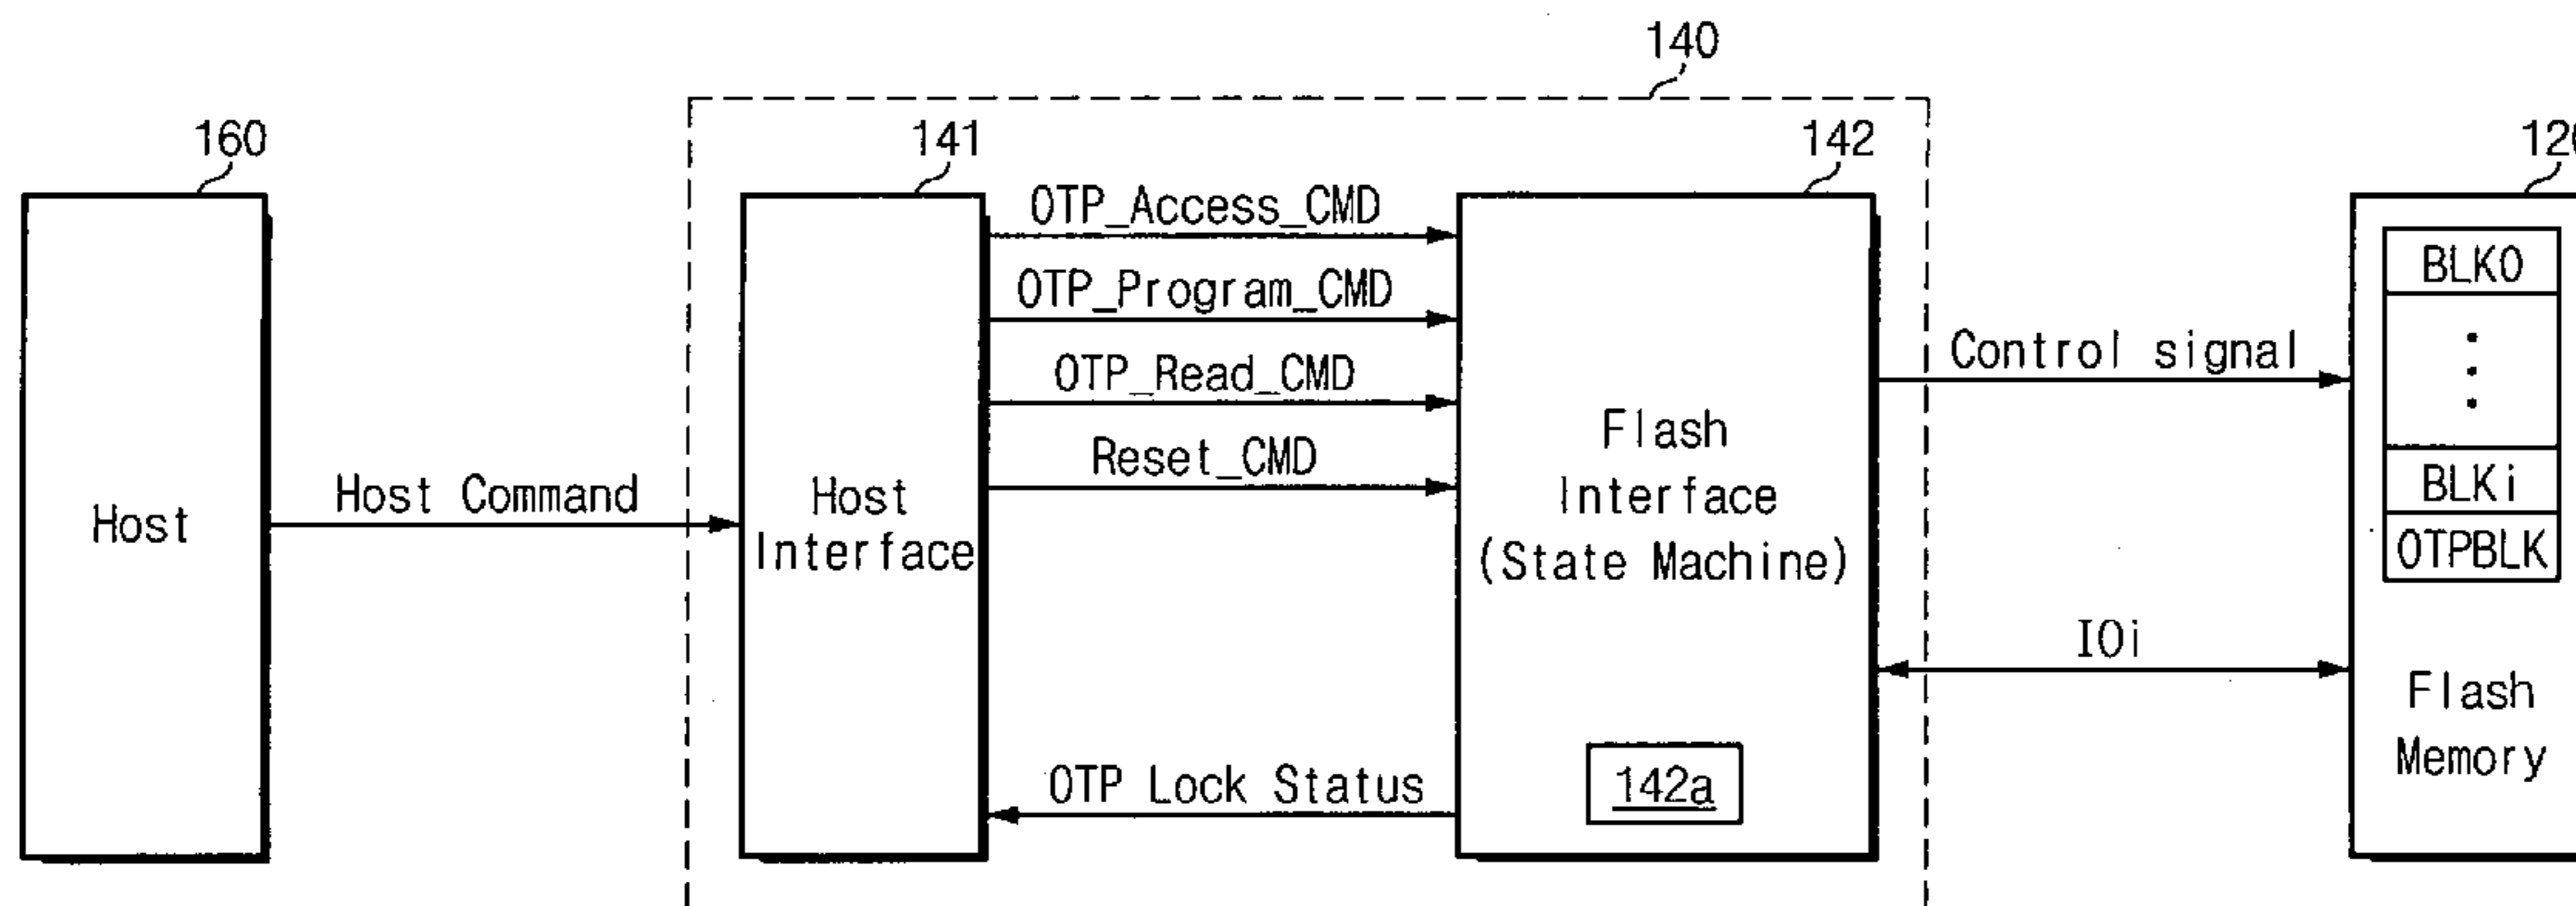 140
160
141
142
OTP_Access_CMD
OTP_Program_CMD
OTP_Read_CMD
Reset_CMD
Host
Host Command
Host
Interface
Flash
Interface
(State Machine)
142a
OTP Lock Status
Control signal
IOi
BLK0
BLKi
OTPBLK
Flash
Memory